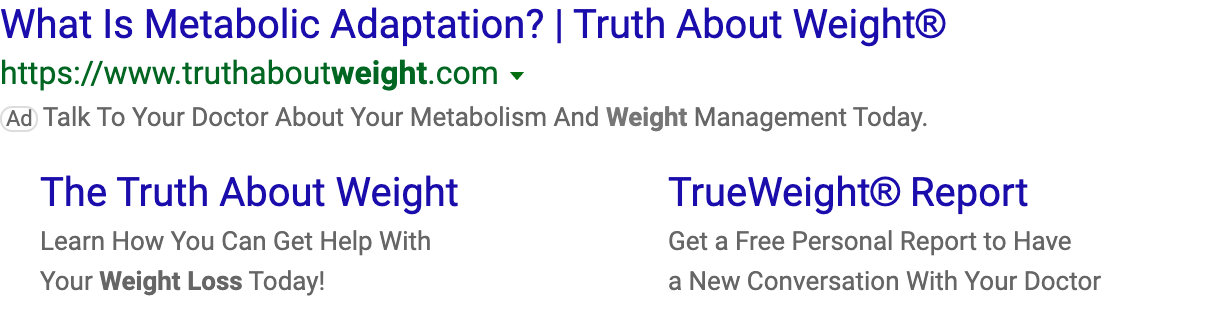 What Is Metabolic Adaptation? | Truth About Weight®
https://www.truthaboutweight.com
Ad Talk To Your Doctor About Your Metabolism And Weight Management Today.
The Truth About Weight
Learn How You Can Get Help With
Your Weight Loss Today!
TrueWeight® Report
Get a Free Personal Report to Have
a New Conversation With Your Doctor